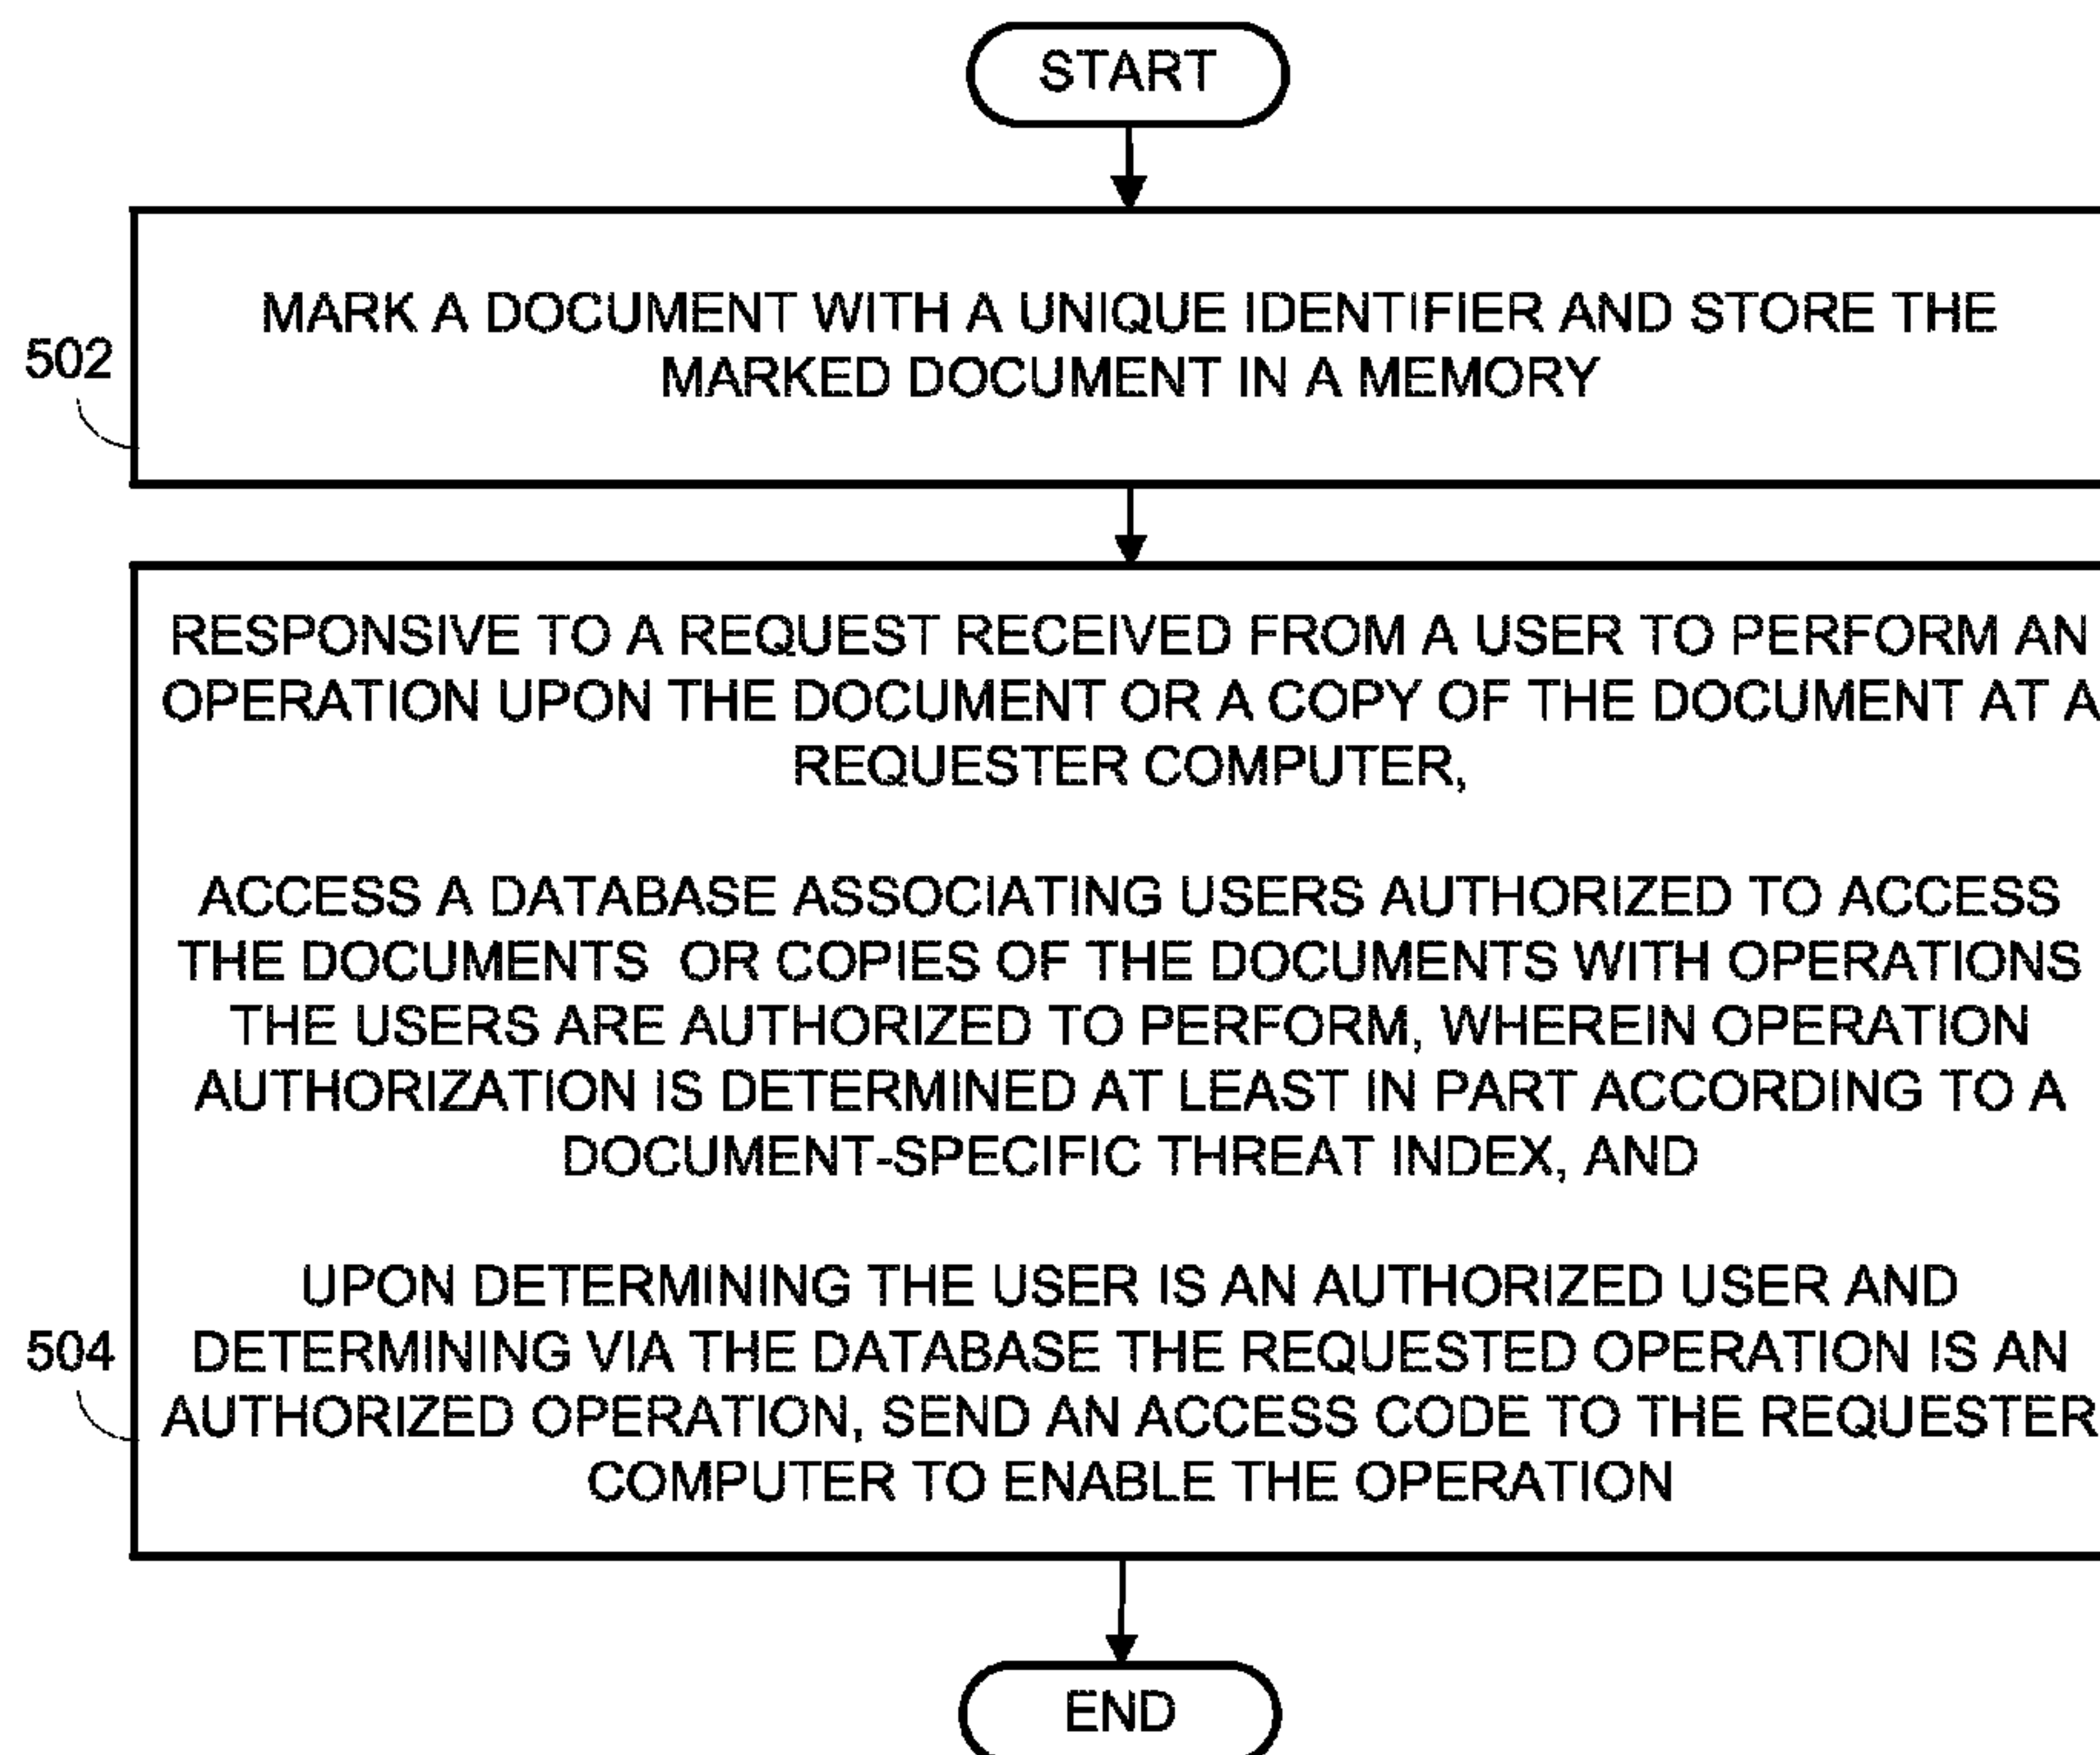 START
MARK A DOCUMENT WITH A UNIQUE IDENTIFIER AND STORE THE
MARKED DOCUMENT IN A MEMORY
502
RESPONSIVE TO A REQUEST RECEIVED FROM A USER TO PERFORM AN
OPERATION UPON THE DOCUMENT OR A COPY OF THE DOCUMENT AT A
REQUESTER COMPUTER,
ACCESS A DATABASE ASSOCIATING USERS AUTHORIZED TO ACCESS
THE DOCUMENTS OR COPIES OF THE DOCUMENTS WITH OPERATIONS
THE USERS ARE AUTHORIZED TO PERFORM, WHEREIN OPERATION
AUTHORIZATION IS DETERMINED AT LEAST IN PART ACCORDING TO A
DOCUMENT-SPECIFIC THREAT INDEX, AND
UPON DETERMINING THE USER IS AN AUTHORIZED USER AND
504
DETERMINING VIA THE DATABASE THE REQUESTED OPERATION IS AN
AUTHORIZED OPERATION, SEND AN ACCESS CODE TO THE REQUESTER
COMPUTER TO ENABLE THE OPERATION
END